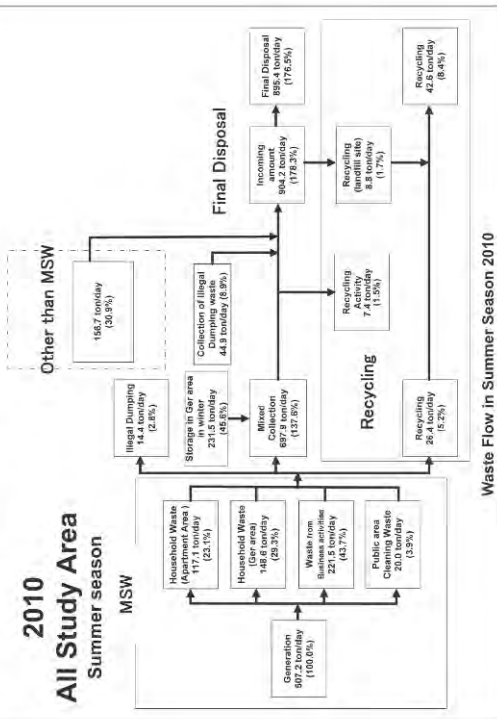 2010
All Study Area
Summer season
MSW
Generation
507.2 ton/day
(100.0%)
Household Waste
(Apartment Area )
117.1 ton/day
(23.1%)
Household Waste
(Ger area)
148.6 ton/day
(29.3%)
Waste from
Business activities
221.5 ton/day
(43.7%)
Public area
Cleaning Waste
20.0 ton/day
(3.9%)
Illegal Dumping
14.4 ton/day
(2.8%)
Storage in Ger area
in winter
231.5 ton/day
(45.6%)
Mixed
Collection
697.9 ton/day
(137.6%)
Recycling
26.4 ton/day
(5.2%)
Other than MSW
156.7 ton/day
(30.9%)
Collection of Illegal
Dumping waste
44.9 ton/day (8.9%)
Recycling
Recycling
Activity
7.4 ton/day
(1.5%)
Final Disposal
Incoming
amount
904.2 ton/day
(178.3%)
Final Disposal
895.4 ton/day
(176.5%)
Recycling
(landfill site)
8.8 ton/day
(1.7%)
Recycling
42.6 ton/day
(8.4%)
Waste Flow in Summer Season 2010